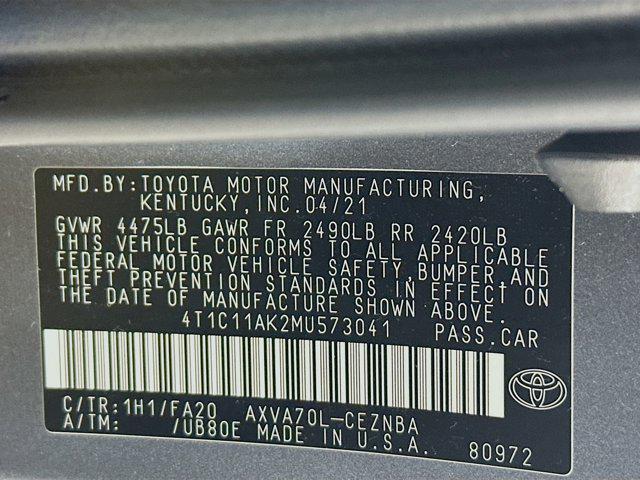 MFD.BY:TOYOTA MOTOR MANUFACTURING,
KENTUCKY,INC.04/21
GVWR 4475LB GAWR FR 2490LB RR 2420LB
THIS VEHICLE CONFORMS TO ALL APPLICABLE
FEDERAL MOTOR VEHICLE SAFETY,BUMPER,AND
THEFT PREVENTION STANDARDS IN EFFECT ON
THE DATE OF MANUFACTURE SHOWN ABOVE.
4T1C11AK2MU573041 PASS.CAR
C/TR:1H1/FA20 AXVA70L-CEZNBA
A/TM: /UB80E MADE IN U.S.A. 80972